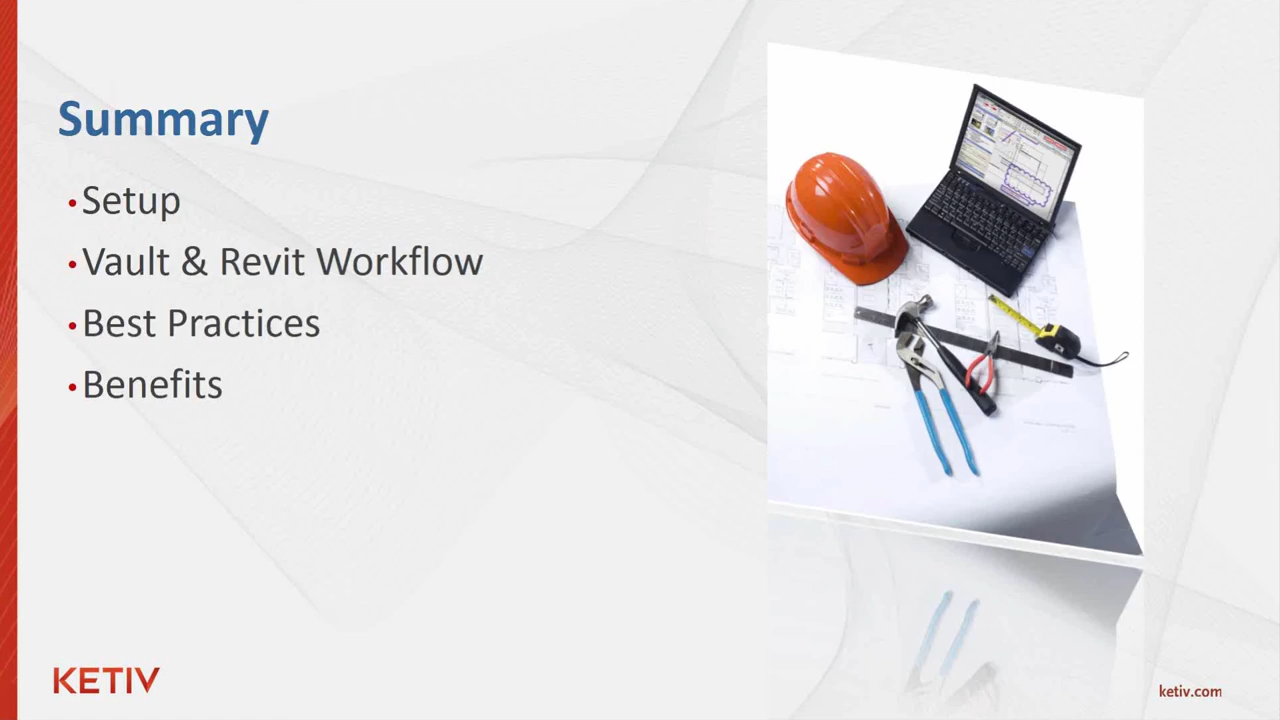 Summary
•Setup
•Vault & Revit Workflow
•Best Practices
•Benefits
KETIV
ketiv.com